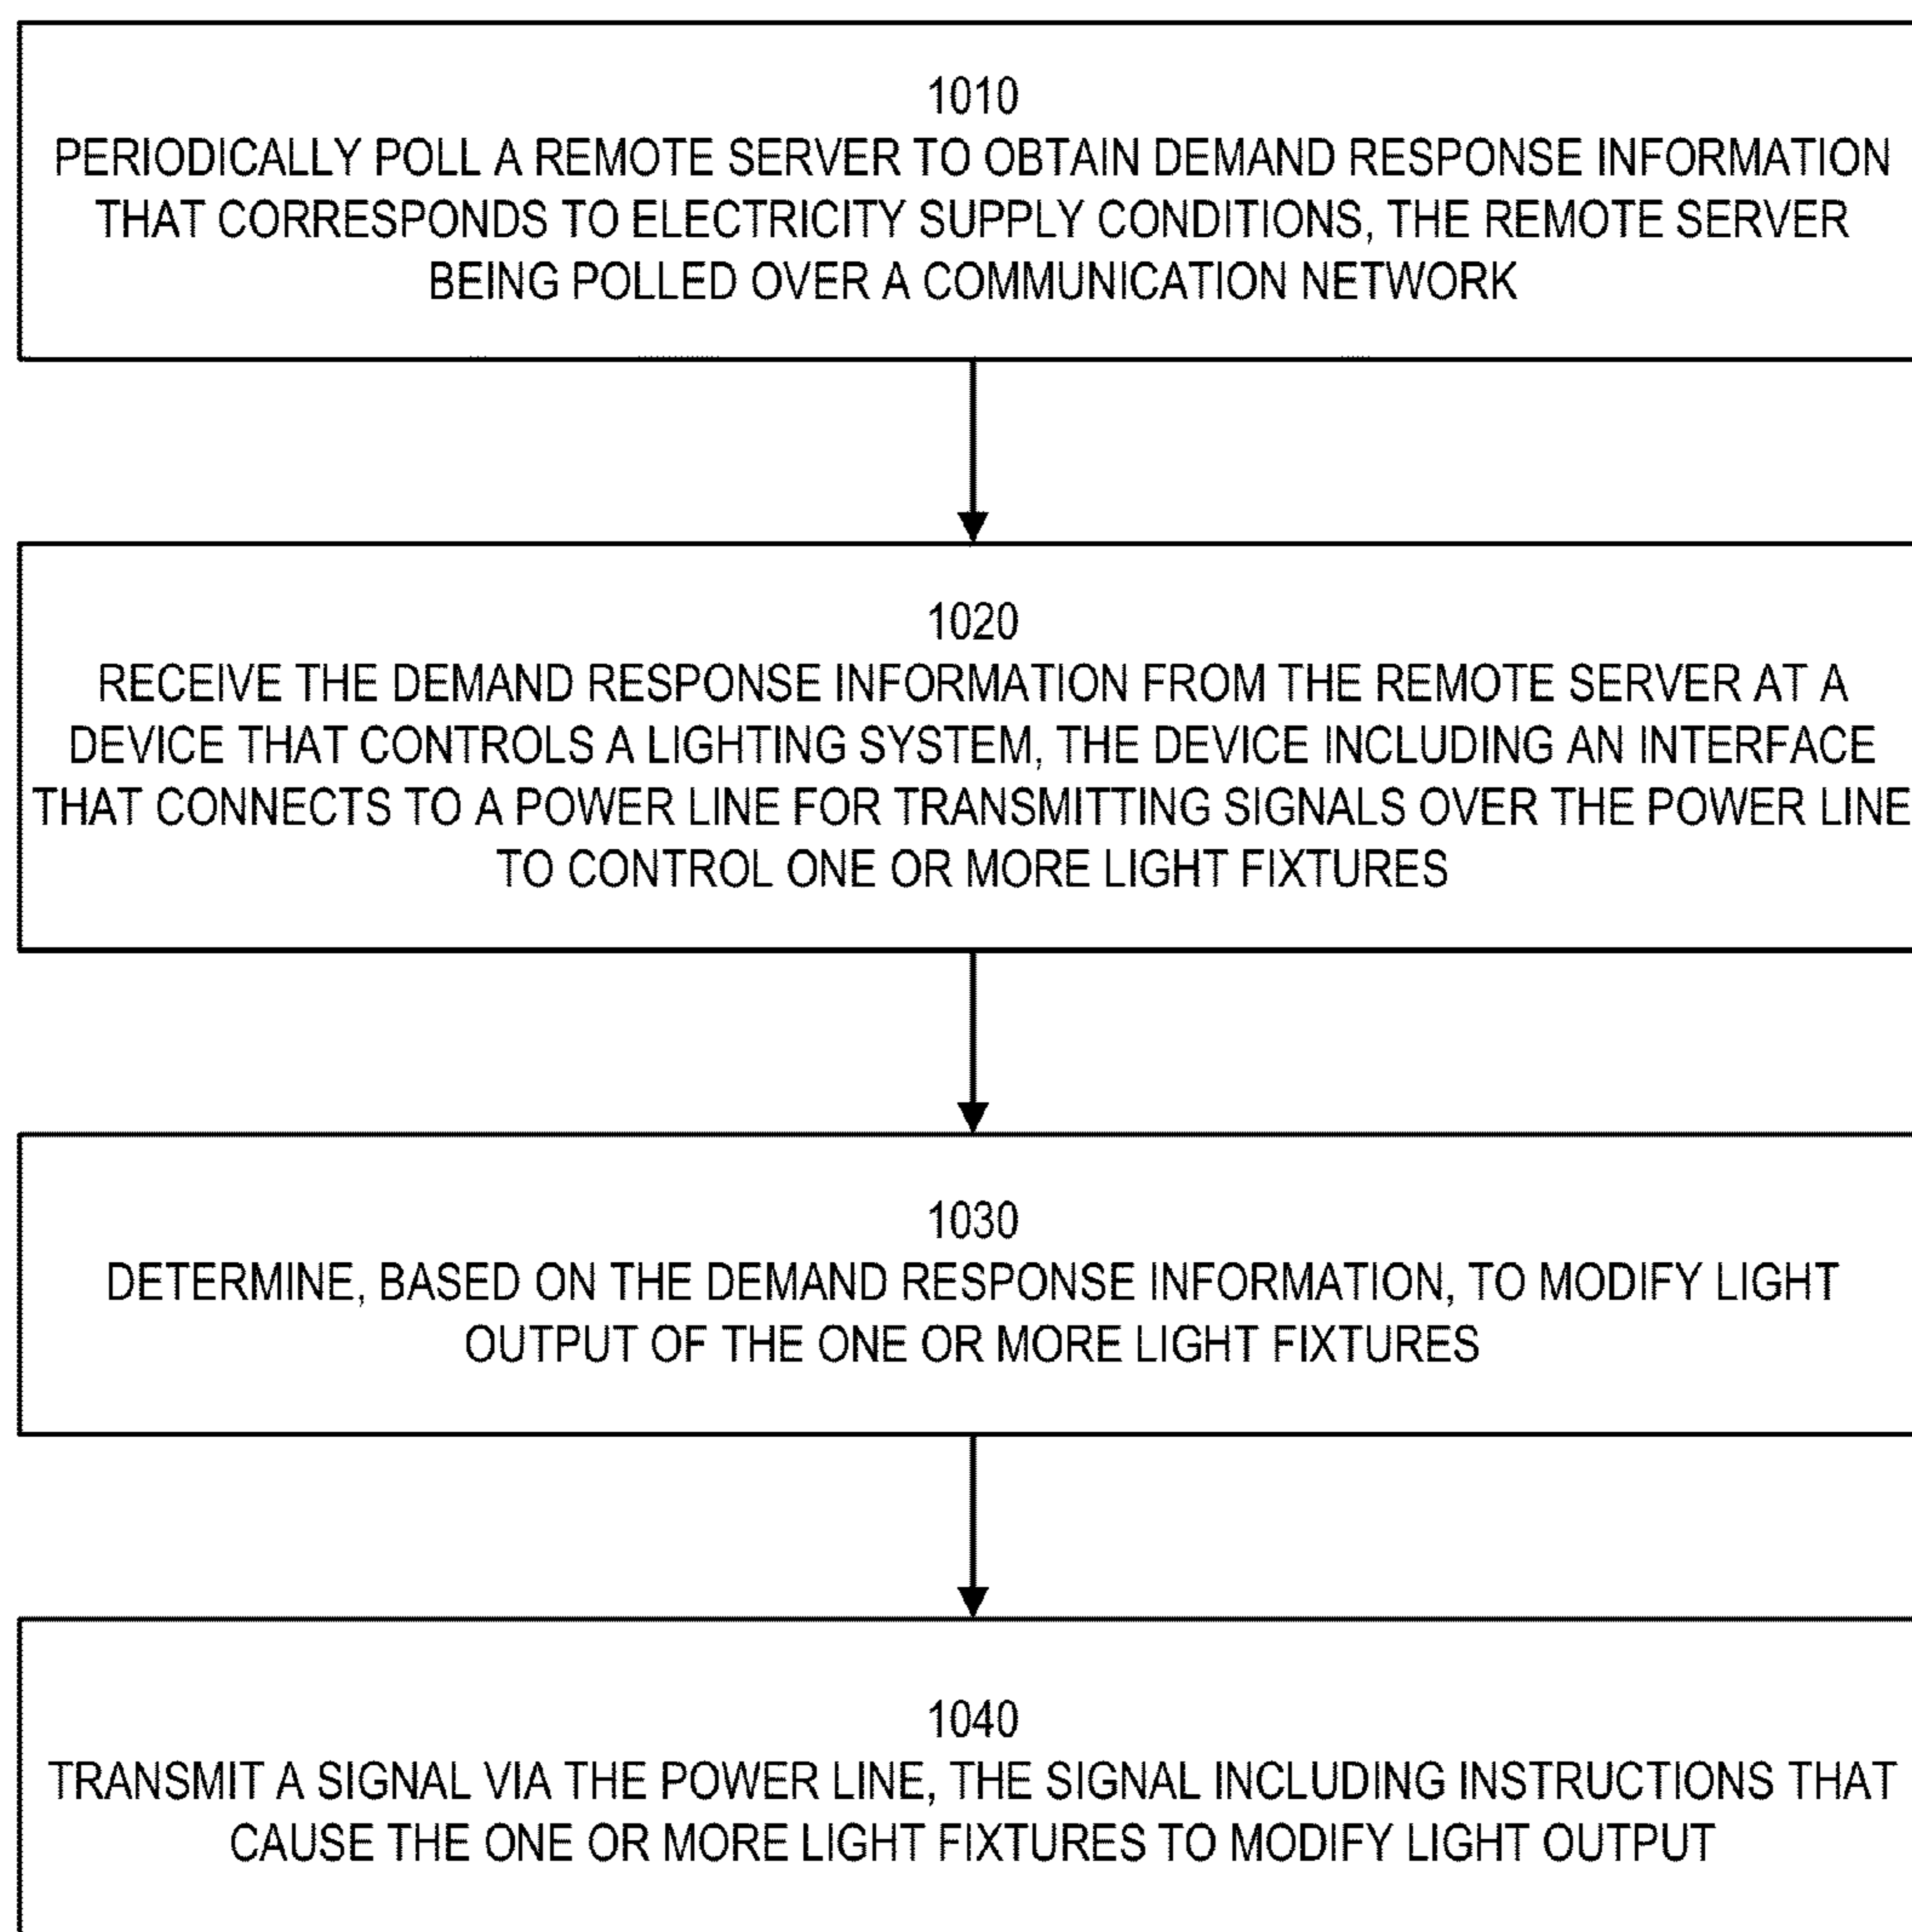 1010
PERIODICALLY POLL A REMOTE SERVER TO OBTAIN DEMAND RESPONSE INFORMATION
THAT CORRESPONDS TO ELECTRICITY SUPPLY CONDITIONS, THE REMOTE SERVER
BEING POLLED OVER A COMMUNICATION NETWORK
1020
RECEIVE THE DEMAND RESPONSE INFORMATION FROM THE REMOTE SERVER AT A
DEVICE THAT CONTROLS A LIGHTING SYSTEM, THE DEVICE INCLUDING AN INTERFACE
THAT CONNECTS TO A POWER LINE FOR TRANSMITTING SIGNALS OVER THE POWER LINE
TO CONTROL ONE OR MORE LIGHT FIXTURES
1030
DETERMINE, BASED ON THE DEMAND RESPONSE INFORMATION, TO MODIFY LIGHT
OUTPUT OF THE ONE OR MORE LIGHT FIXTURES
1040
TRANSMIT A SIGNAL VIA THE POWER LINE, THE SIGNAL INCLUDING INSTRUCTIONS THAT
CAUSE THE ONE OR MORE LIGHT FIXTURES TO MODIFY LIGHT OUTPUT